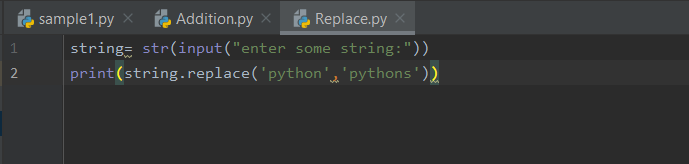 sample1.py Addition.py Replace.py
1 string= str(input("enter some string:"))
2 print(string.replace('python','pythons'))